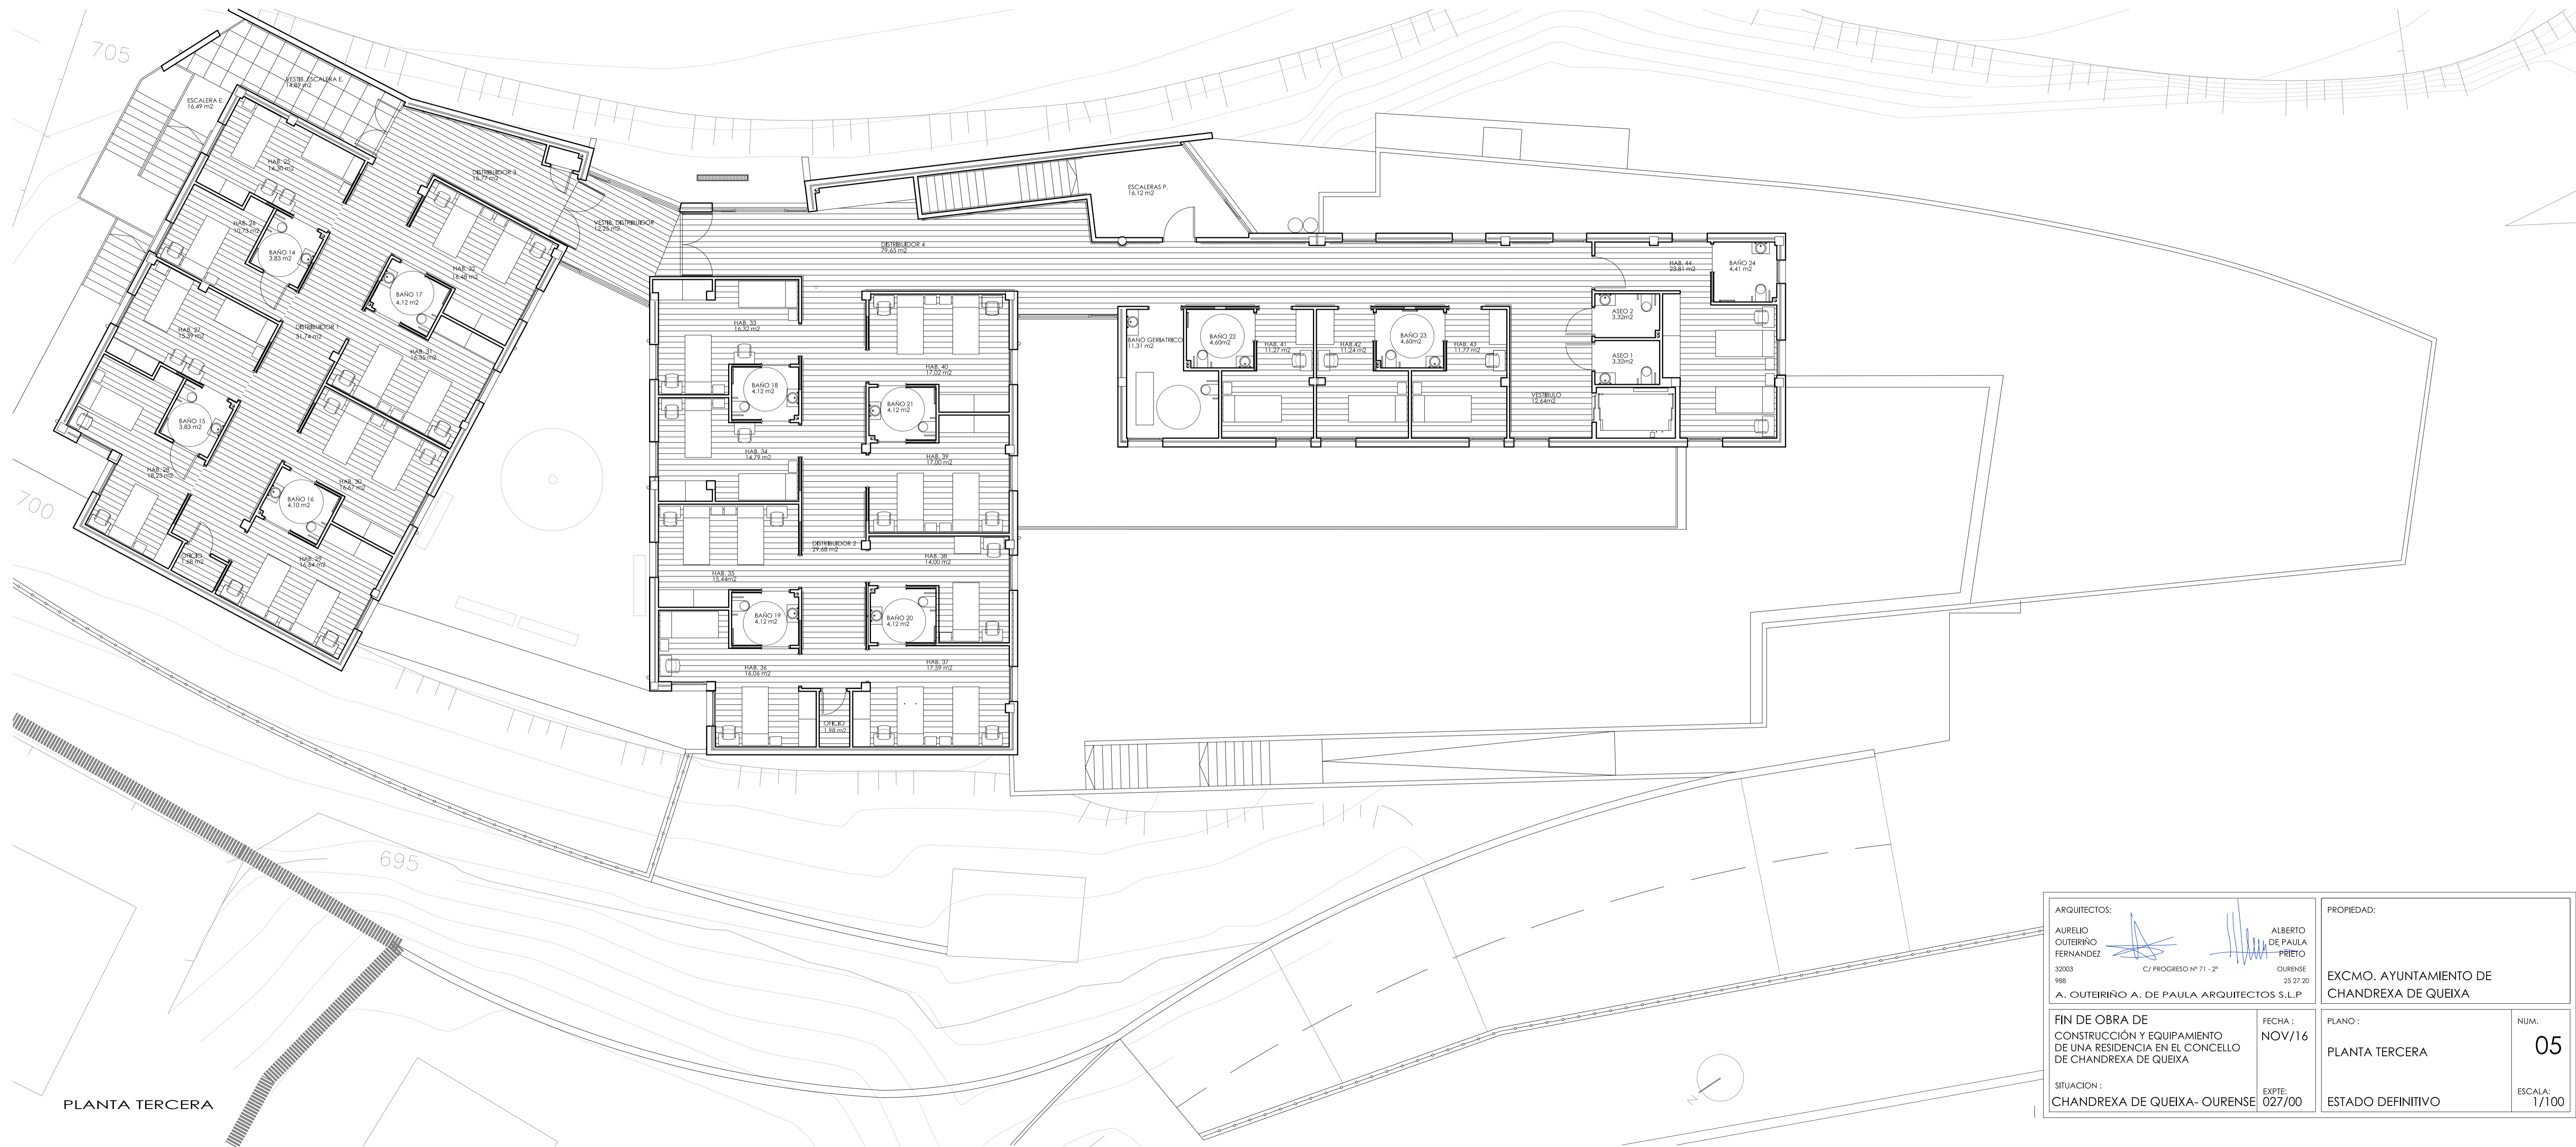 705
VESTIB. ESCALERA E.
14,89 m2
ESCALERA E.
16,49 m2
HAB. 25
14,30 m2
DISTRIBUIDOR 3
15,77 m2
ESCALERAS P.
16,12 m2
HAB. 26
10,73 m2
VESTIB. DISTRIBUIDOR
12,25 m2
DISTRIBUIDOR 4
79,65 m2
BAÑO 14
3,83 m2
HAB. 32
16,48 m2
HAB. 44
23,81 m2
BAÑO 24
4,41 m2
BAÑO 17
4,12 m2
HAB. 27
15,39 m2
DISTRIBUIDOR 1
31,74 m2
HAB. 33
16,32 m2
ASEO 2
3,32m2
BAÑO GERIATRICO
11,31 m2
BAÑO 22
4,60m2
HAB. 41
11,27 m2
HAB.42
11,24 m2
BAÑO 23
4,60m2
HAB. 43
11,77 m2
HAB. 31
16,35 m2
ASEO 1
3,32m2
HAB. 40
17,02 m2
BAÑO 18
4,12 m2
VESTIBULO
12.64m2
BAÑO 21
4,12 m2
BAÑO 15
3,83 m2
HAB. 34
14,79 m2
HAB. 39
17,00 m2
HAB. 28
18,23 m2
HAB. 30
16,67 m2
BAÑO 16
4,10 m2
700
DISTRIBUIDOR 2
29,68 m2
OFICIO
1,68 m2
HAB. 29
16,64 m2
HAB. 38
14,00 m2
HAB. 35
15,44m2
BAÑO 19
4,12 m2
BAÑO 20
4,12 m2
HAB. 36
16,06 m2
HAB. 37
17,59 m2
OFICIO
1,98 m2
695
PLANTA TERCERA
N
ARQUITECTOS:
AURELIO
OUTEIRIÑO
FERNANDEZ
ALBERTO
DE PAULA
PRIETO
32003 C/ PROGRESO Nº 71 - 2º OURENSE
988 25 27 20
A. OUTEIRIÑO A. DE PAULA ARQUITECTOS S.L.P
PROPIEDAD:
EXCMO. AYUNTAMIENTO DE
CHANDREXA DE QUEIXA
FIN DE OBRA DE
CONSTRUCCIÓN Y EQUIPAMIENTO
DE UNA RESIDENCIA EN EL CONCELLO
DE CHANDREXA DE QUEIXA
SITUACION :
CHANDREXA DE QUEIXA- OURENSE
FECHA :
NOV/16
EXPTE:
027/00
PLANO :
PLANTA TERCERA
ESTADO DEFINITIVO
NUM.
05
ESCALA:
1/100